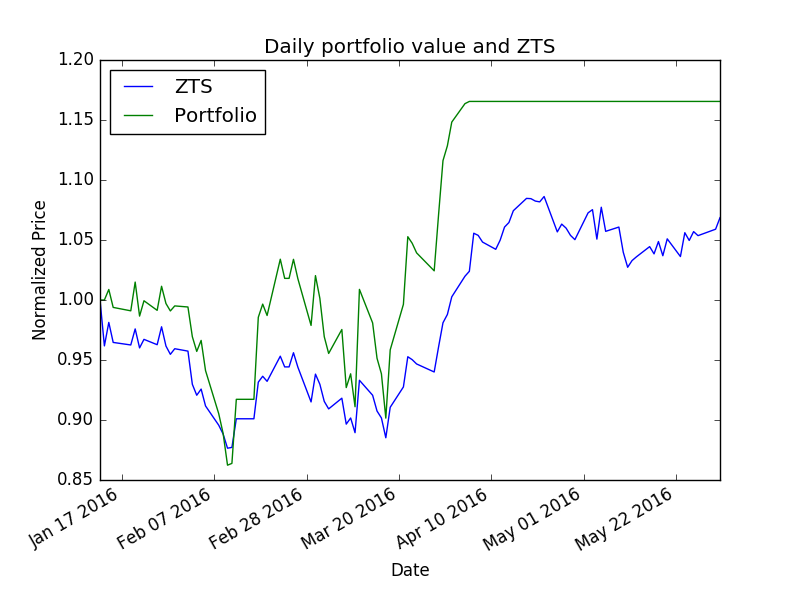 Daily portfolio value and ZTS
ZTS
Portfolio
1.20
1.15
1.10
1.05
1.00
0.95
0.90
0.85
Normalized Price
Jan 17 2016
Feb 07 2016
Feb 28 2016
Mar 20 2016
Apr 10 2016
May 01 2016
May 22 2016
Date